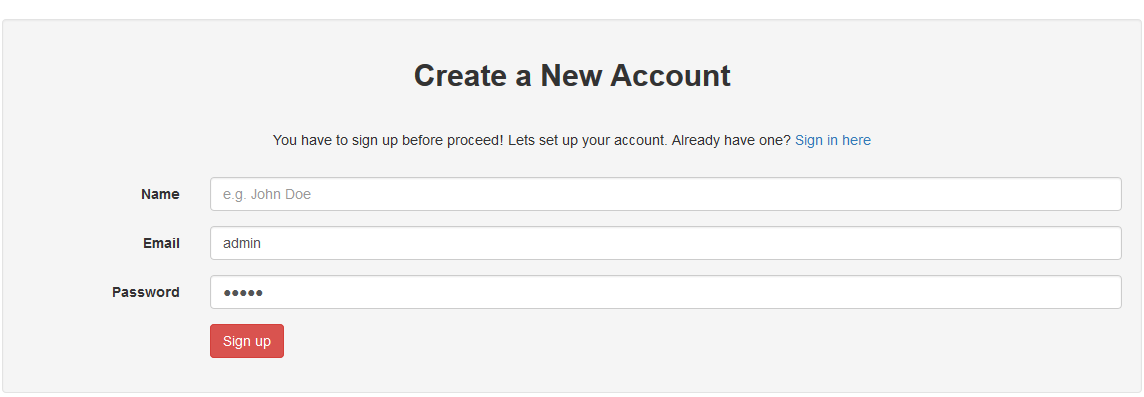 Create a New Account
You have to sign up before proceed! Lets set up your account. Already have one? Sign in here
Name e.g. John Doe
Email admin
Password •••••
Sign up